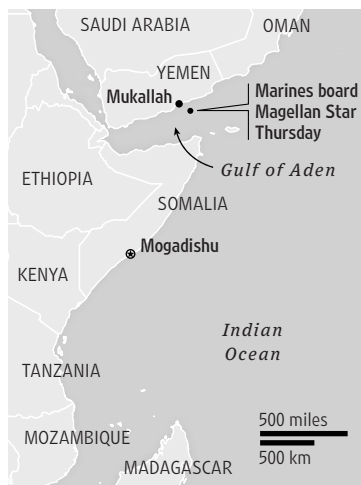 SAUDI ARABIA
OMAN
YEMEN
Mukallah
Marines board
Magellan Star
Thursday
Gulf of Aden
ETHIOPIA
SOMALIA
Mogadishu
KENYA
Indian
Ocean
TANZANIA
500 miles
500 km
MOZAMBIQUE
MADAGASCAR